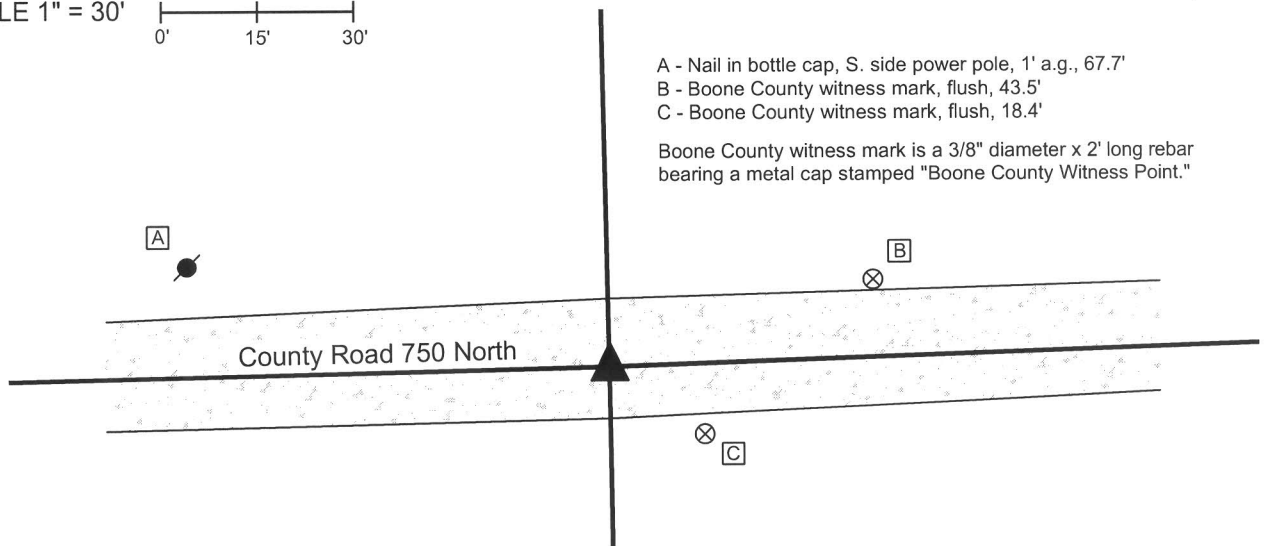 LE 1" = 30'
0' 15' 30'
A - Nail in bottle cap, S. side power pole, 1' a.g., 67.7'
B - Boone County witness mark, flush, 43.5'
C - Boone County witness mark, flush, 18.4'
Boone County witness mark is a 3/8" diameter x 2' long rebar
bearing a metal cap stamped "Boone County Witness Point."
A
B
County Road 750 North
C